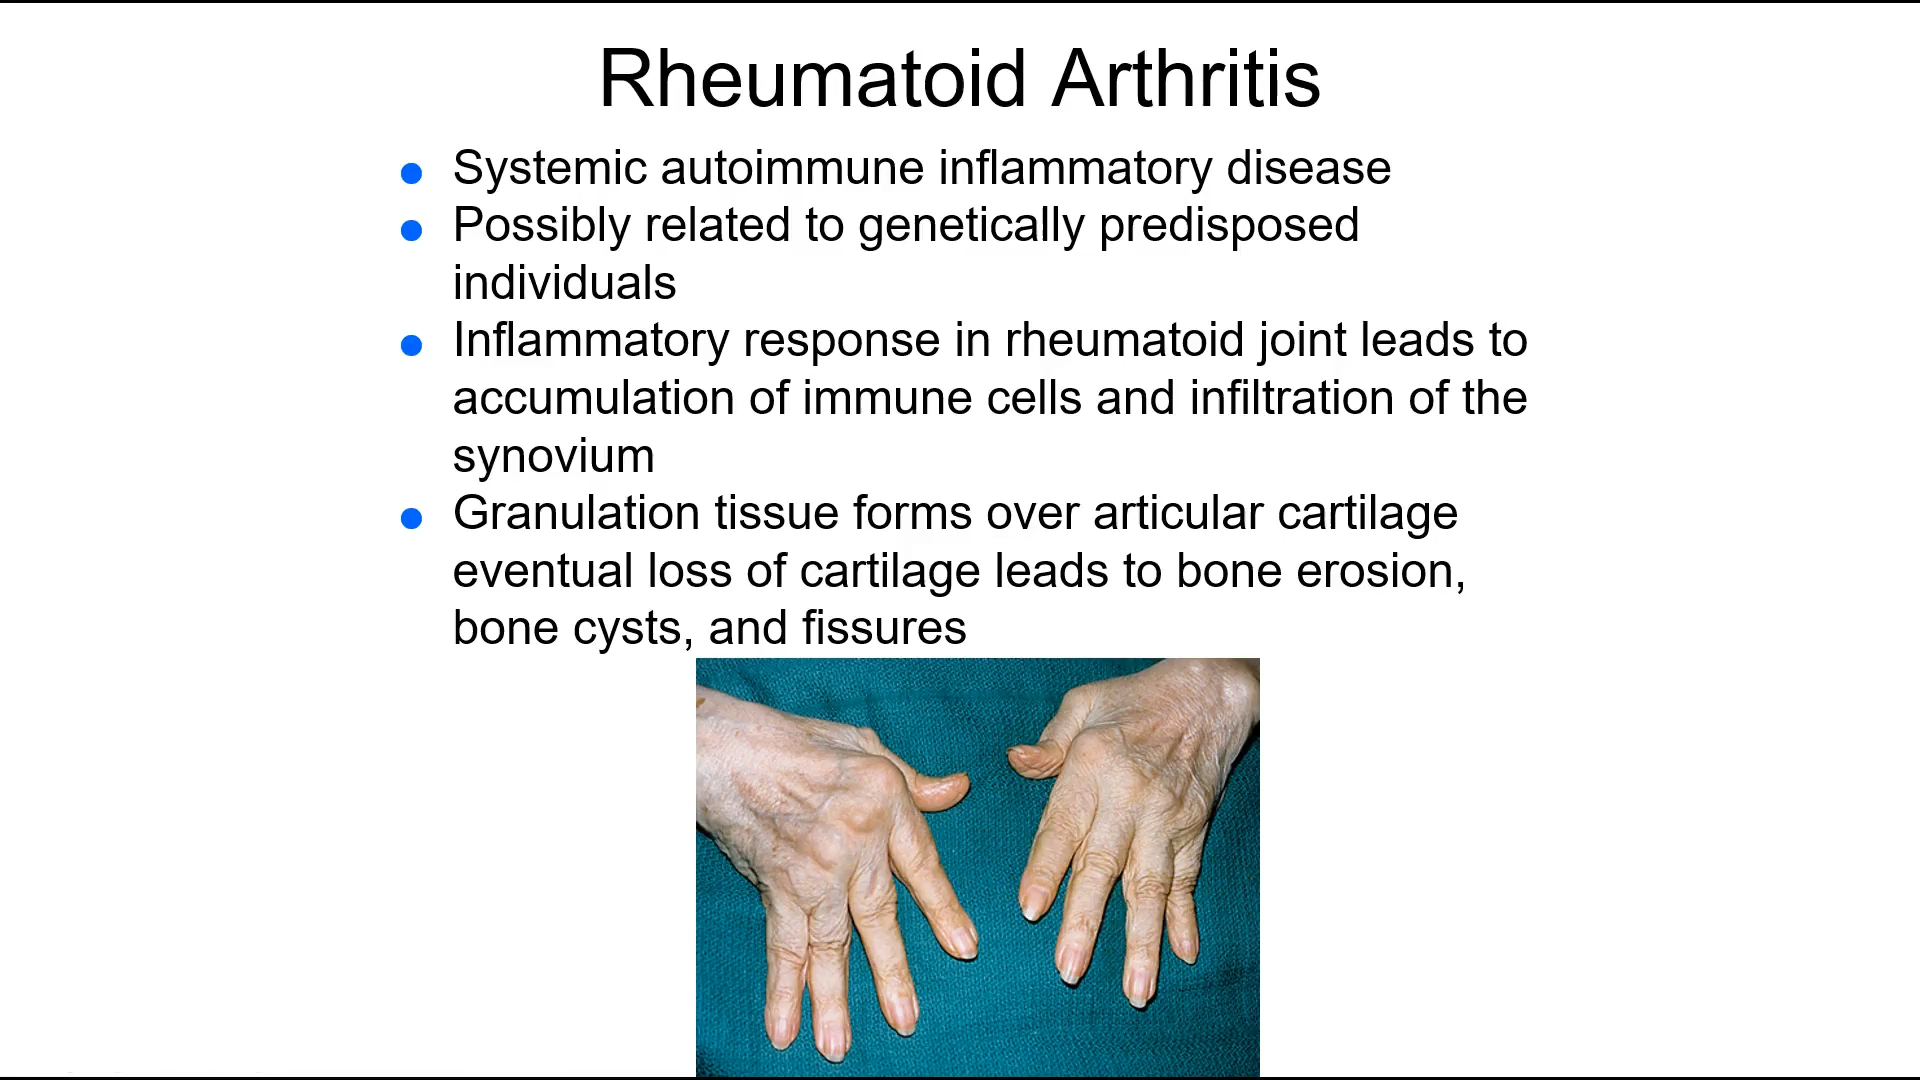 Rheumatoid Arthritis
Systemic autoimmune inflammatory disease
Possibly related to genetically predisposed
individuals
Inflammatory response in rheumatoid joint leads to
accumulation of immune cells and infiltration of the
synovium
Granulation tissue forms over articular cartilage
eventual loss of cartilage leads to bone erosion,
bone cysts, and fissures